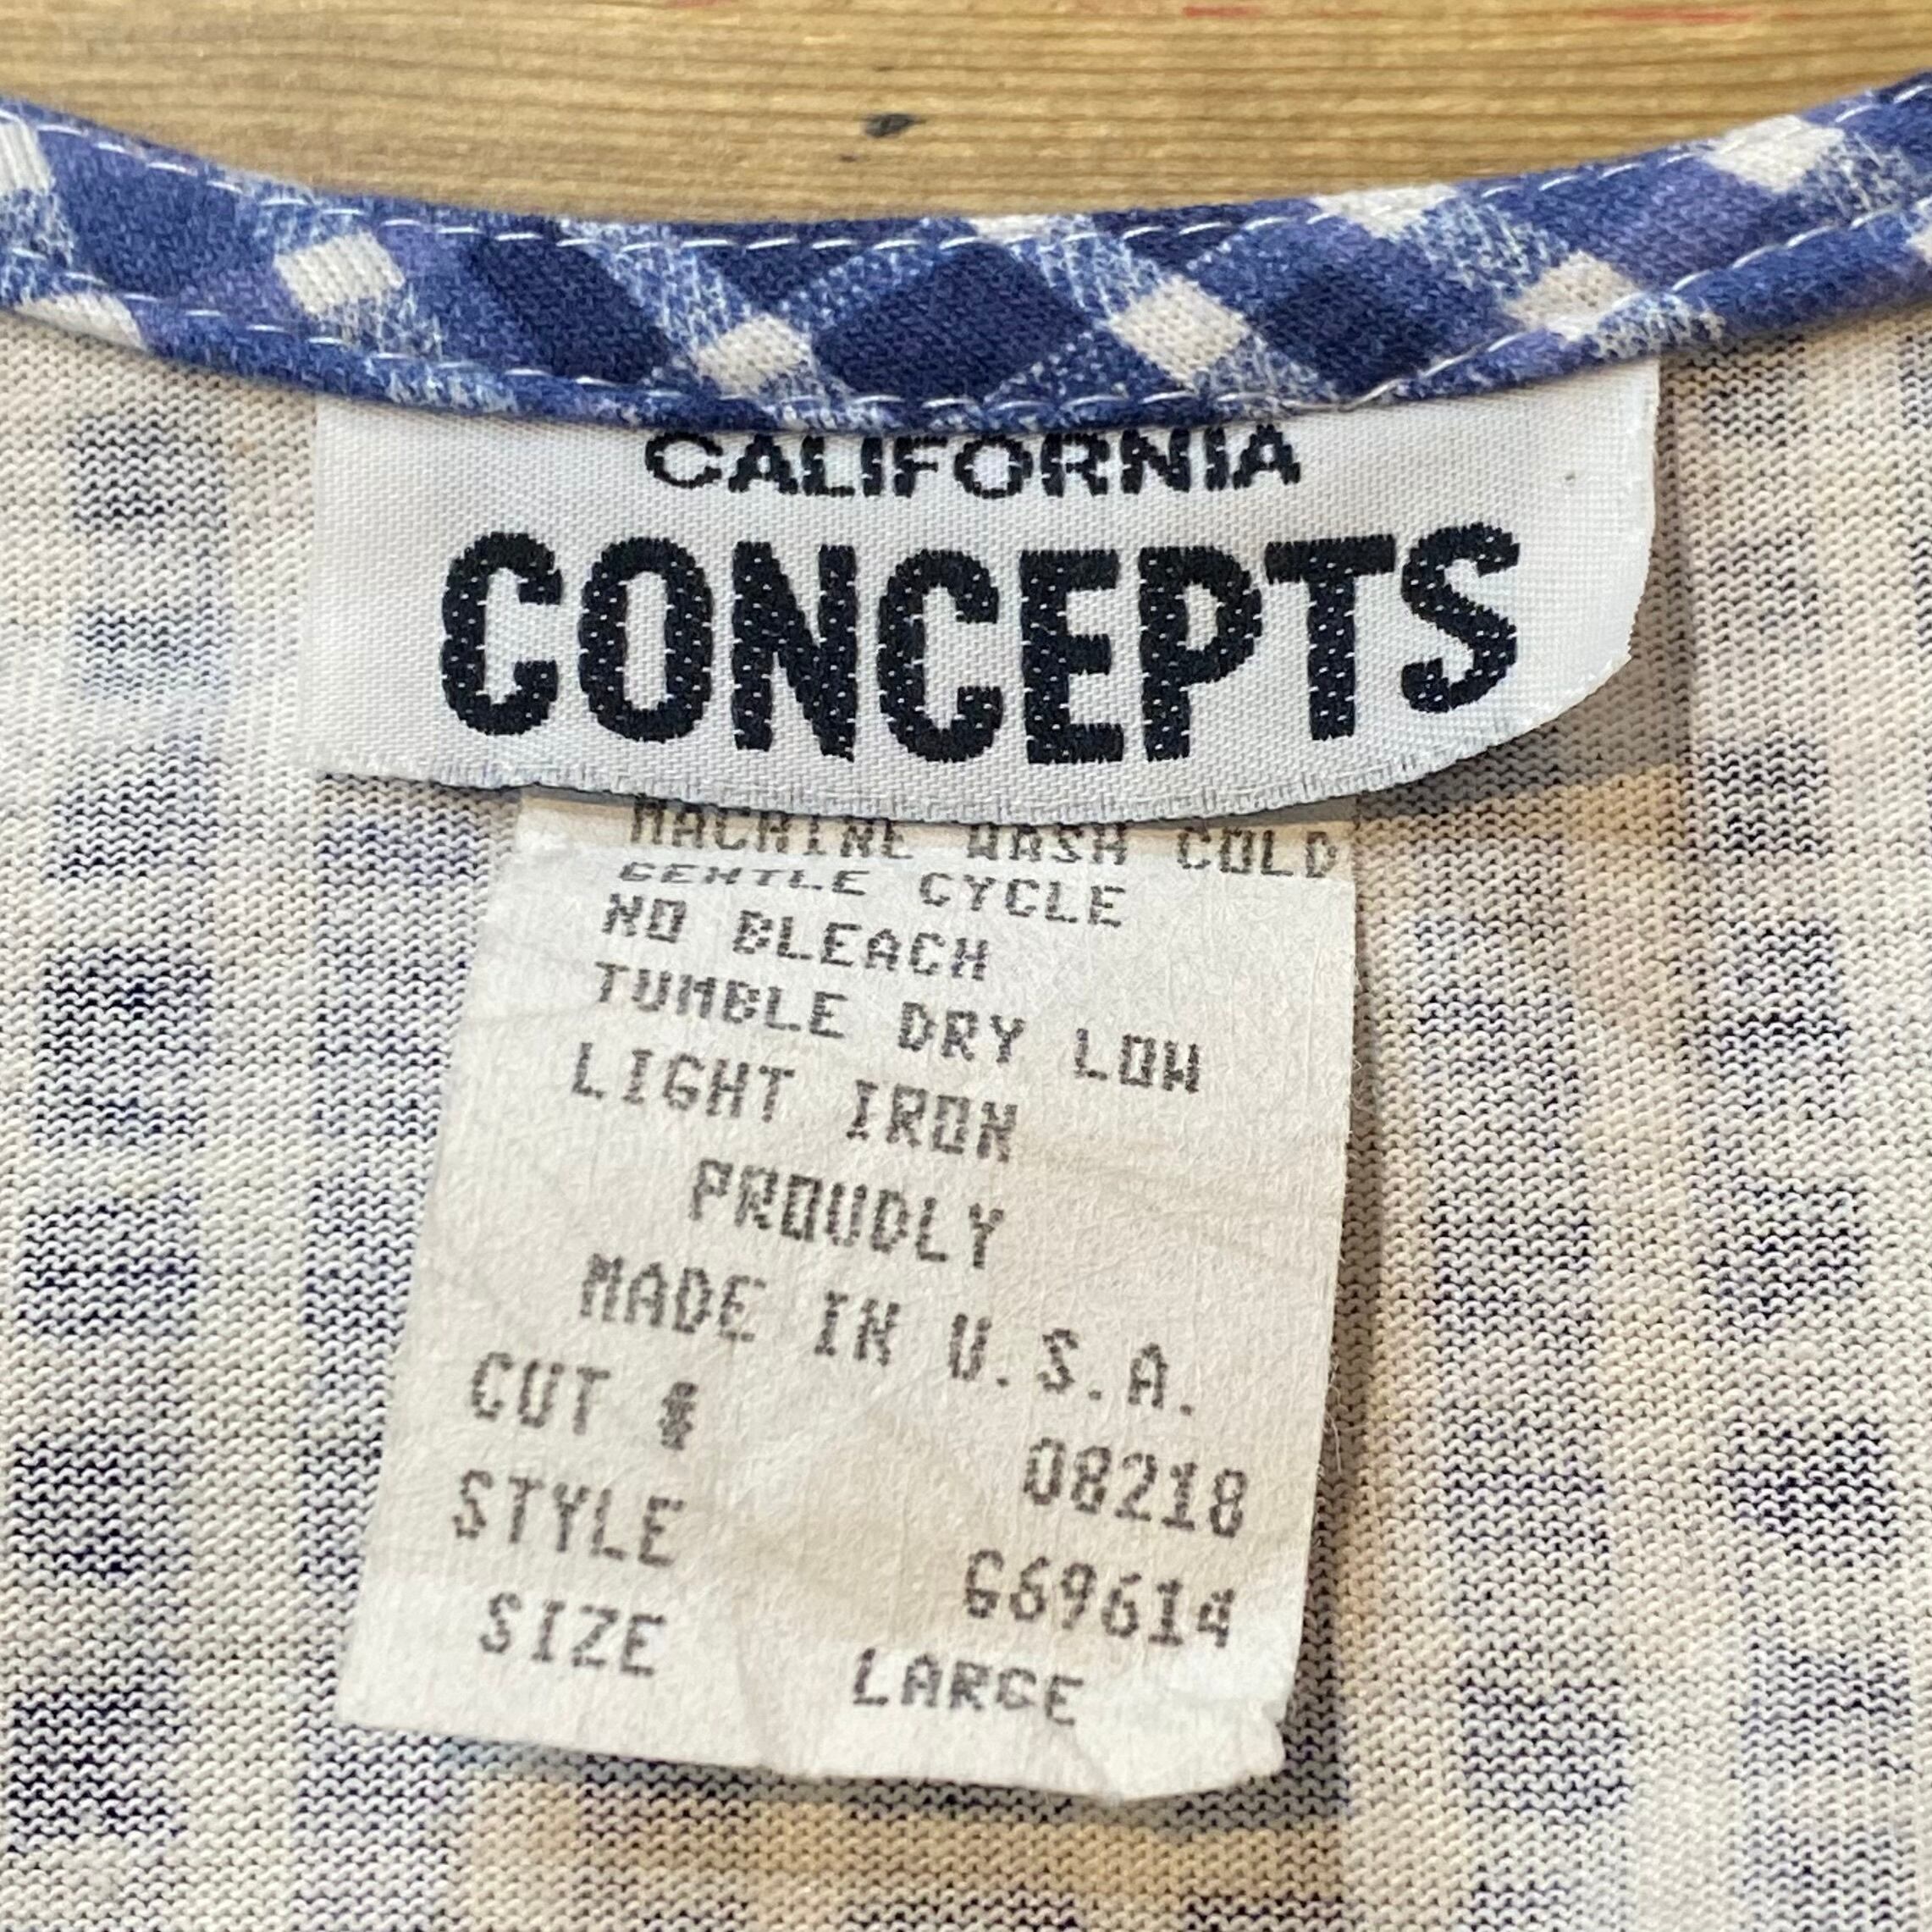 CALIFORNIA
CONCEPTS
MACHINE WASH COLD
GENTLE CYCLE
NO BLEACH
TUMBLE DRY LOW
LIGHT IRON
PROUDLY
MADE IN U.S.A.
CUT # 08218
STYLE G69614
SIZE LARGE